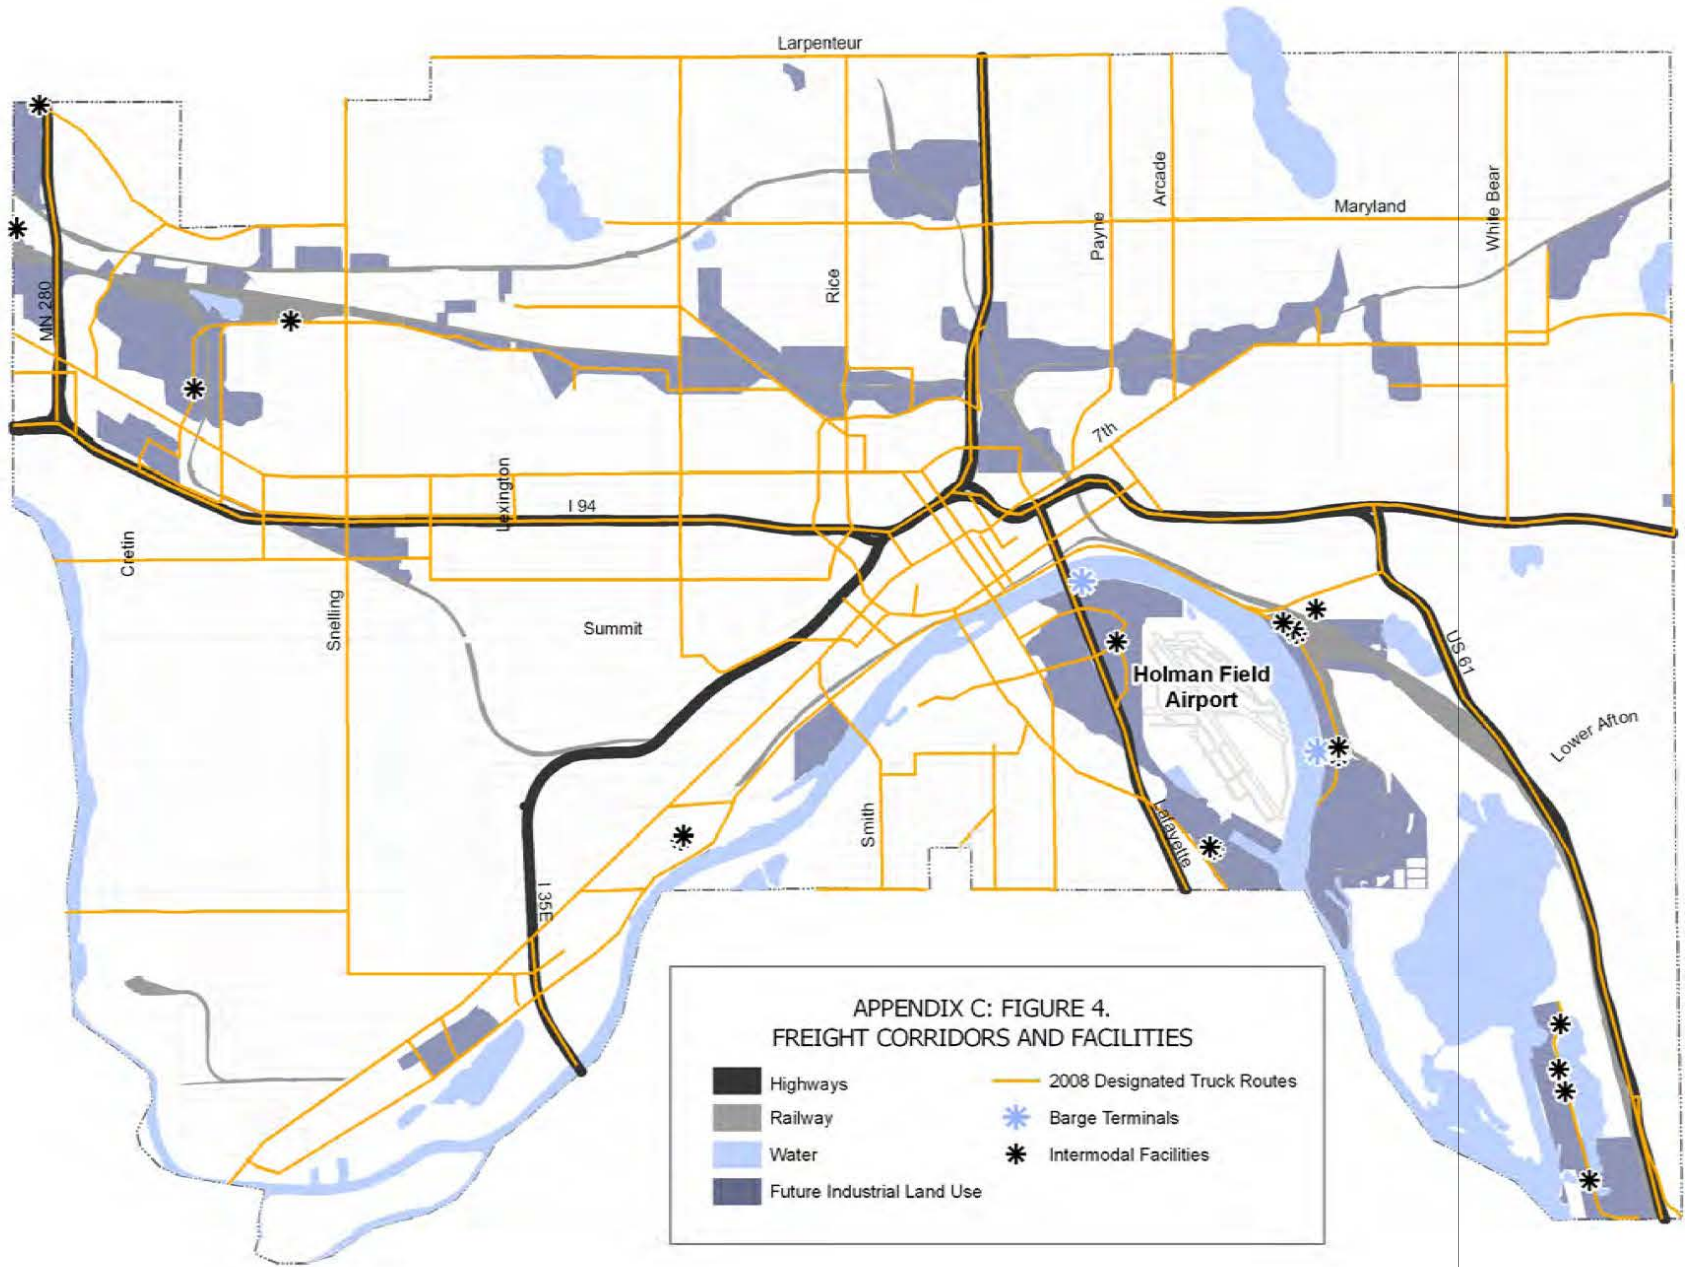 Larpenteur
Arcade
White Bear
Maryland
Payne
Rice
MN 280
7th
Lexington
I 94
Cretin
Snelling
Summit
US 61
Holman Field
Airport
Lower Afton
Smith
Lafayette
I 35E
APPENDIX C: FIGURE 4.
FREIGHT CORRIDORS AND FACILITIES
Highways
2008 Designated Truck Routes
Railway
Barge Terminals
Water
Intermodal Facilities
Future Industrial Land Use